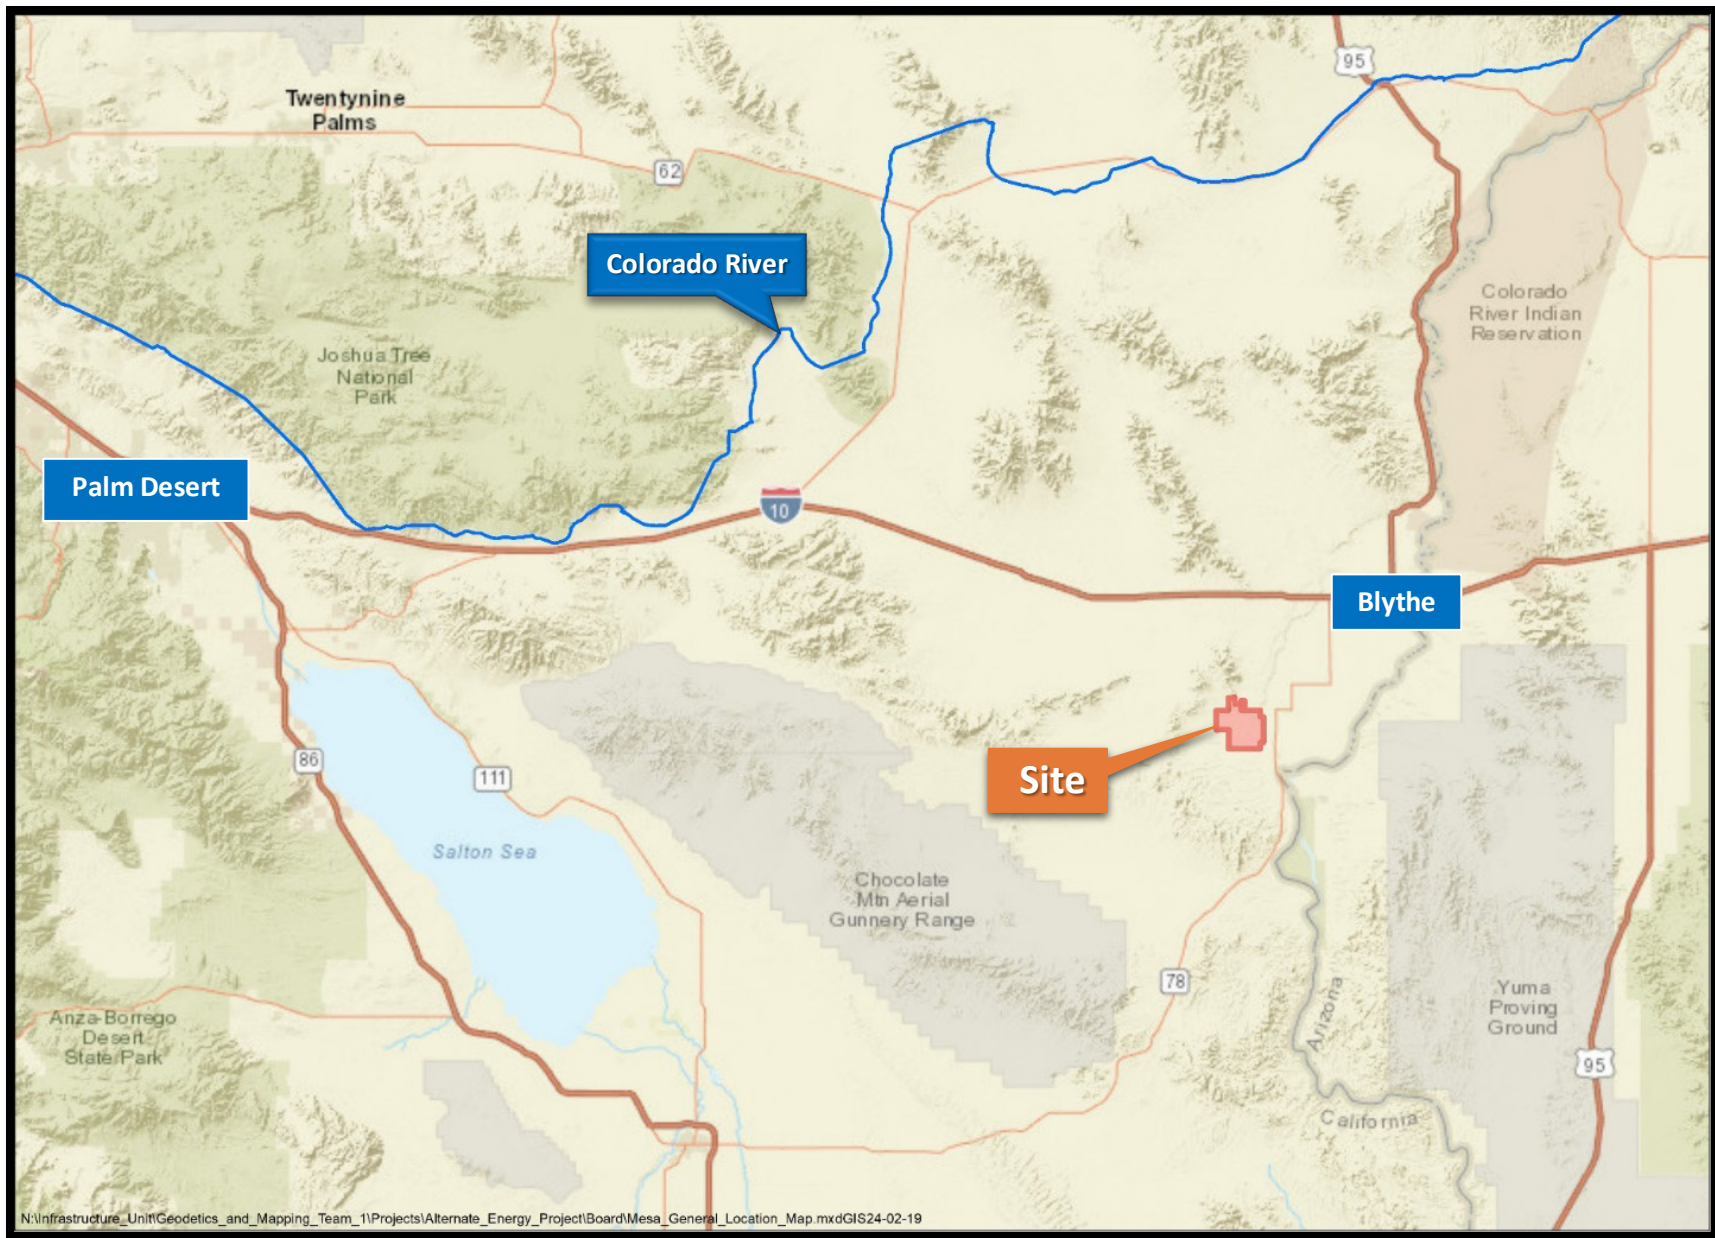 95
Twentynine
Palms
62
Colorado River
Colorado
River Indian
Reservation
Joshua Tree
National
Park
Palm Desert
10
Blythe
Site
86
111
Salton Sea
Chocolate
Mtn Aerial
Gunnery Range
78
Arizona
Yuma
Proving
Ground
Anza-Borrego
Desert
State Park
95
California
N:\Infrastructure_Unit\Geodetics_and_Mapping_Team_1\Projects\Alternate_Energy_Project\Board\Mesa_General_Location_Map.mxdGIS24-02-19